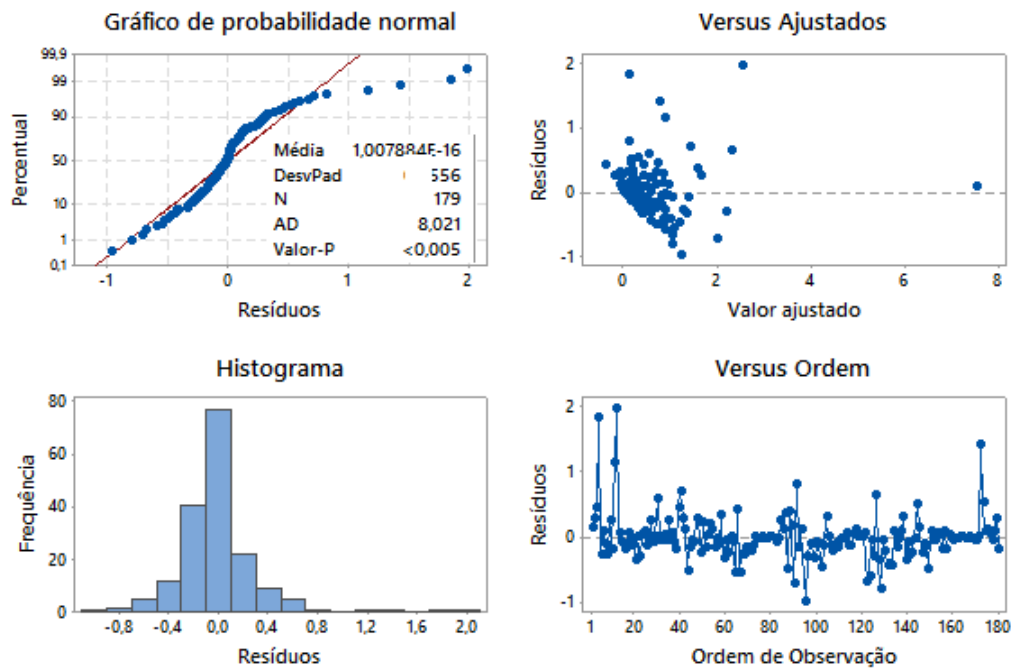 Gráfico de probabilidade normal
99,9
99
90
50
10
1
0,1
Percentual
Média 1,007884E-16
DesvPad 556
N 179
AD 8,021
Valor-P <0,005
-1 0 1 2
Resíduos
Versus Ajustados
2
1
0
-1
Resíduos
0 2 4 6 8
Valor ajustado
Histograma
80
60
40
20
0
Frequência
-0,8 -0,4 0,0 0,4 0,8 1,2 1,6 2,0
Resíduos
Versus Ordem
2
1
0
-1
Resíduos
1 20 40 60 80 100 120 140 160 180
Ordem de Observação